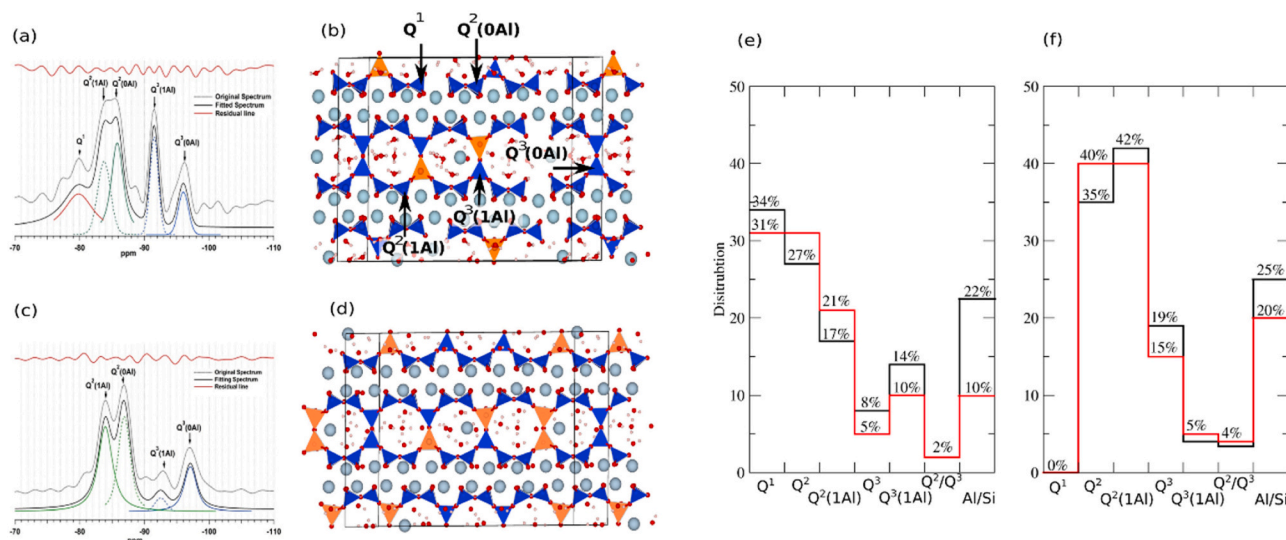 (a)
Q²(1Al)
Q²(0Al)
Q³(1Al)
Q¹
Q³(0Al)
Original Spectrum
Fitted Spectrum
Residual line
-70 -80 -90 -100 -110
ppm
(b)
Q¹
Q²(0Al)
Q³(0Al)
Q³(1Al)
Q²(1Al)
(c)
Original Spectrum
Fitting Spectrum
Residual line
Q²(0Al)
Q²(1Al)
Q³(0Al)
Q³(1Al)
-70 -80 -90 -100 -110
ppm
(d)
(e)
Disitrubtion
50
40
30
20
10
0
34%
31%
27%
21%
17%
8%
5%
14%
10%
2%
22%
10%
Q¹ Q² Q²(1Al) Q³ Q³(1Al) Q²/Q³ Al/Si
(f)
50
40
30
20
10
0
0%
40%
35%
42%
19%
15%
5%
4%
25%
20%
Q¹ Q² Q²(1Al) Q³ Q³(1Al) Q²/Q³ Al/Si